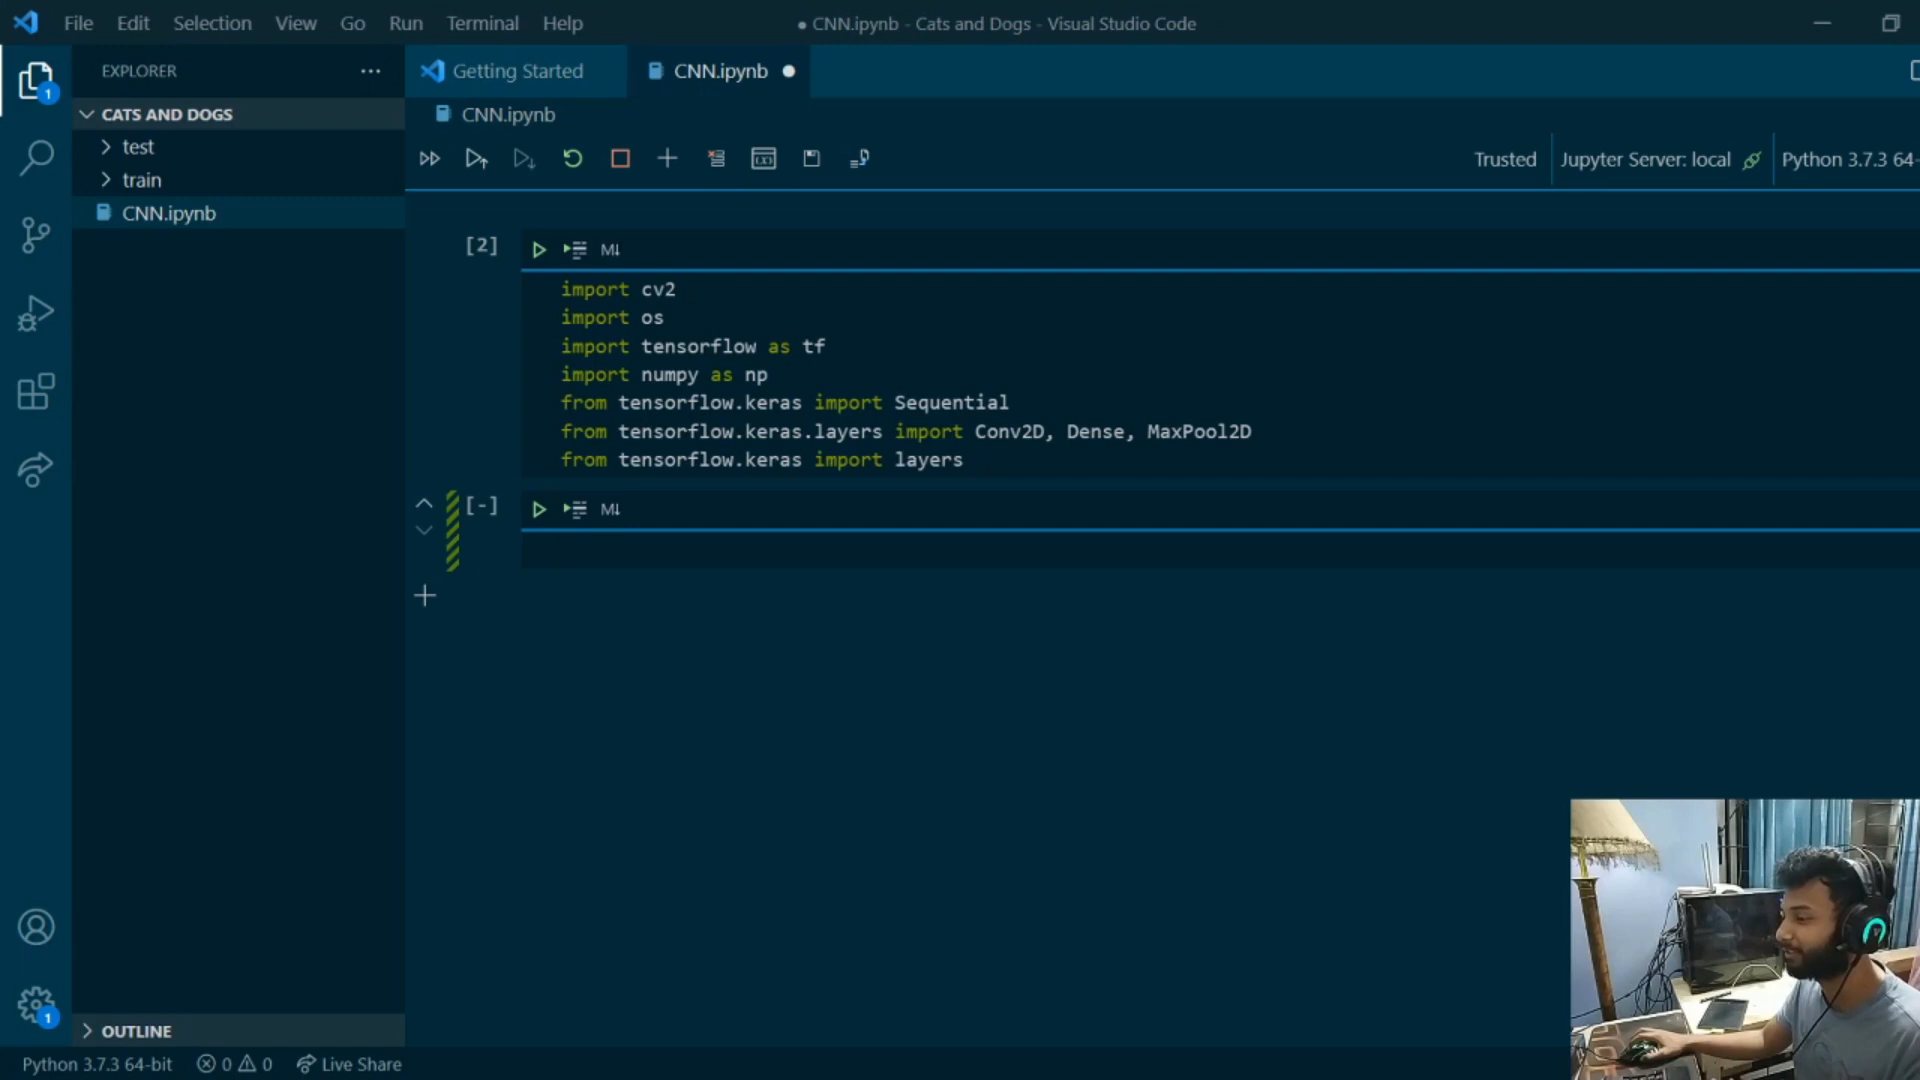 File Edit Selection View Go Run Terminal Help
● CNN.ipynb - Cats and Dogs - Visual Studio Code
EXPLORER
Getting Started
CNN.ipynb
1
CATS AND DOGS
test
train
CNN.ipynb
CNN.ipynb
Trusted
Jupyter Server: local
Python 3.7.3 64-
[2]
M↓
import cv2
import os
import tensorflow as tf
import numpy as np
from tensorflow.keras import Sequential
from tensorflow.keras.layers import Conv2D, Dense, MaxPool2D
from tensorflow.keras import layers
[-]
M↓
1
OUTLINE
Python 3.7.3 64-bit
0
0
Live Share